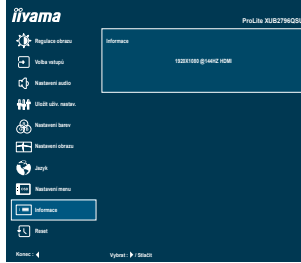 iiyama
ProLite XUB2796QSU
Regulace obrazu
Informace
1920X1080 @144HZ HDMI
Volba vstupů
Nastavení audio
Uložit uživ. nastav.
Nastavení barev
Nastavení obrazu
Jazyk
Nastavení menu
Informace
Reset
Konec :
Vybrat : / Stlačit